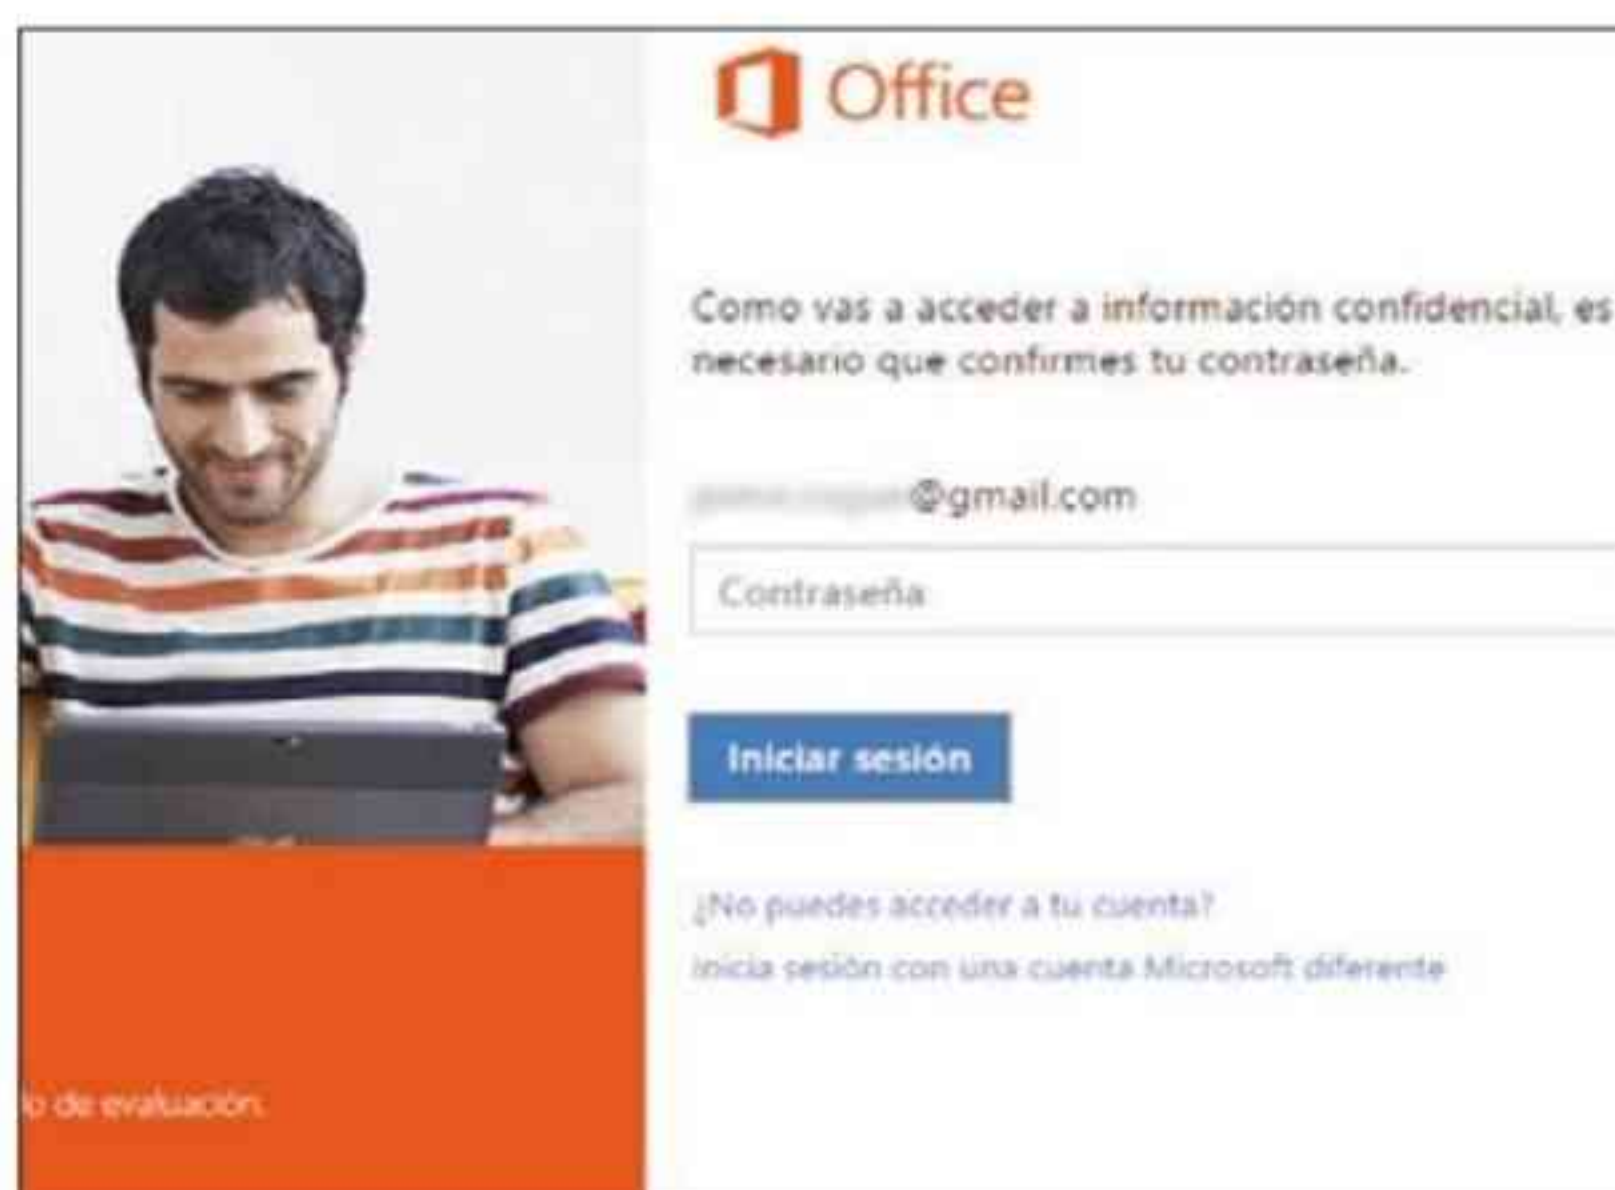 Office
Como vas a acceder a información confidencial, es
necesario que confirmes tu contraseña.
@gmail.com
Contraseña
Iniciar sesión
¿No puedes acceder a tu cuenta?
Inicia sesión con una cuenta Microsoft diferente
o de evaluación.